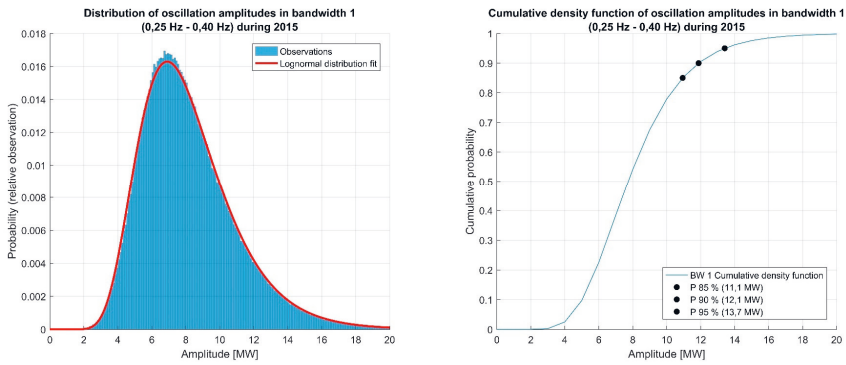 Distribution of oscillation amplitudes in bandwidth 1
(0,25 Hz - 0,40 Hz) during 2015
0.018
0.016
0.014
0.012
0.01
0.008
0.006
0.004
0.002
0
Probability (relative observation)
Observations
Lognormal distribution fit
0 2 4 6 8 10 12 14 16 18 20
Amplitude [MW]
Cumulative density function of oscillation amplitudes in bandwidth 1
(0,25 Hz - 0,40 Hz) during 2015
1
0.9
0.8
0.7
0.6
0.5
0.4
0.3
0.2
0.1
0
Cumulative probability
BW 1 Cumulative density function
P 85 % (11,1 MW)
P 90 % (12,1 MW)
P 95 % (13,7 MW)
0 2 4 6 8 10 12 14 16 18 20
Amplitude [MW]